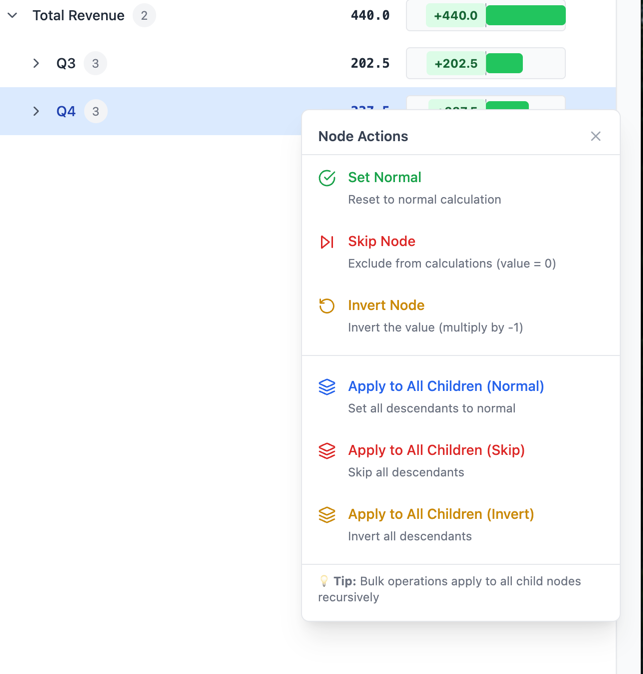 Total Revenue 2 440.0 +440.0
Q3 3 202.5 +202.5
Q4 3
Node Actions
Set Normal
Reset to normal calculation
Skip Node
Exclude from calculations (value = 0)
Invert Node
Invert the value (multiply by -1)
Apply to All Children (Normal)
Set all descendants to normal
Apply to All Children (Skip)
Skip all descendants
Apply to All Children (Invert)
Invert all descendants
💡 Tip: Bulk operations apply to all child nodes
recursively